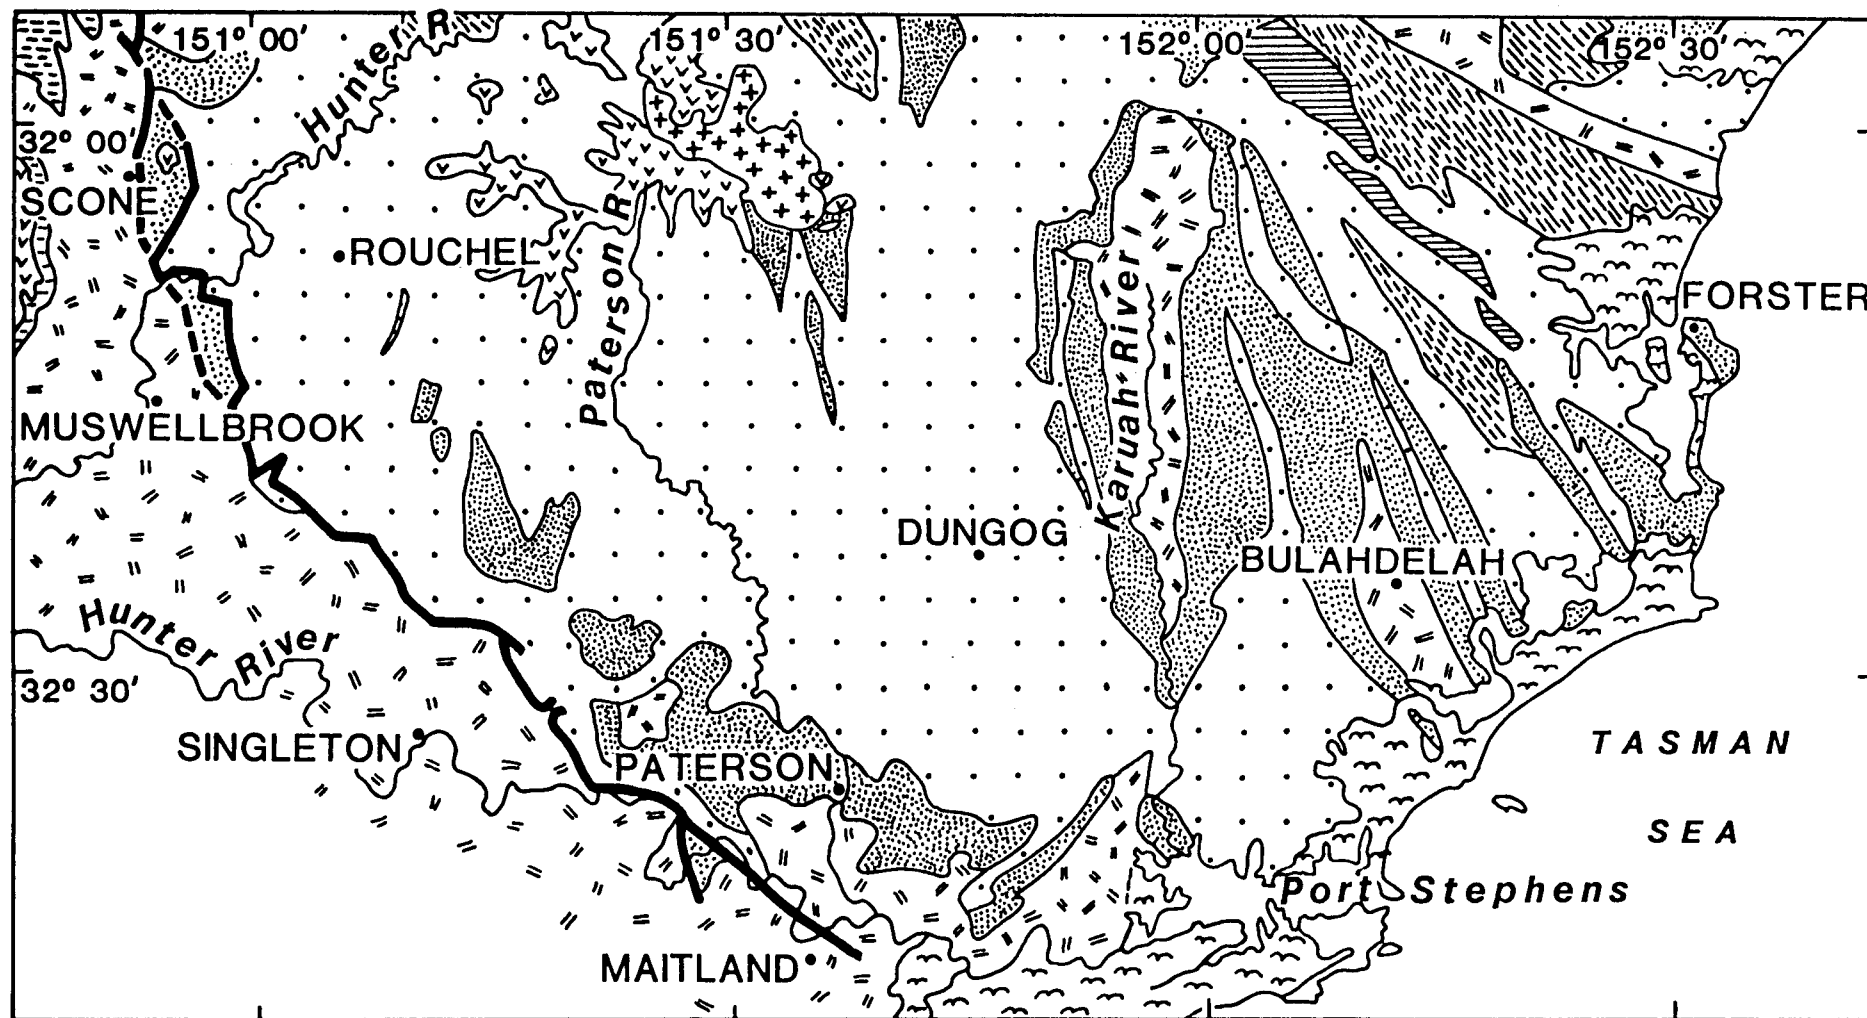 151° 00′
Hunter R
151° 30′
152° 00′
152° 30′
32° 00′
SCONE
ROUCHEL
Paterson R
Karuah River
FORSTER
MUSWELLBROOK
DUNGOG
BULAHDELAH
Hunter River
32° 30′
SINGLETON
PATERSON
TASMAN
SEA
Port Stephens
MAITLAND